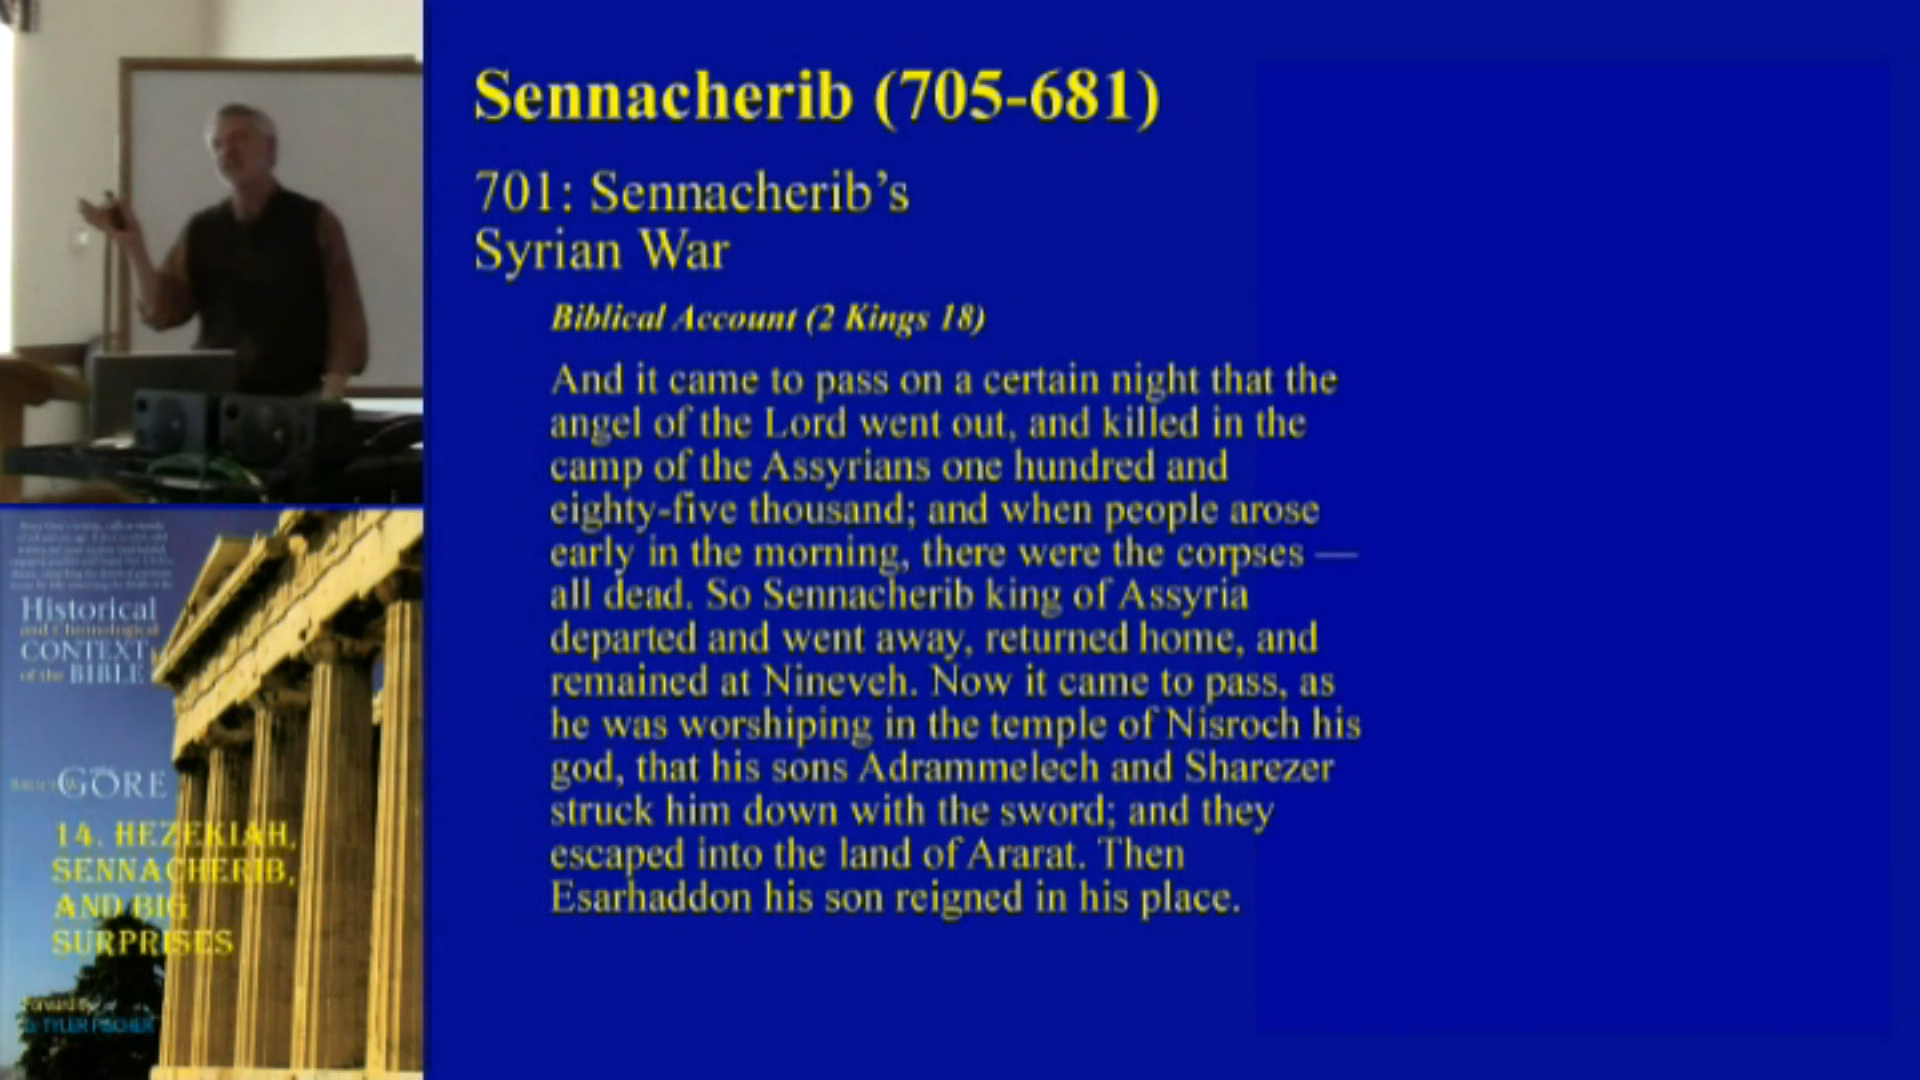 Sennacherib (705-681)
701: Sennacherib’s
Syrian War
Biblical Account (2 Kings 18)
And it came to pass on a certain night that the
angel of the Lord went out, and killed in the
camp of the Assyrians one hundred and
eighty-five thousand; and when people arose
early in the morning, there were the corpses —
all dead. So Sennacherib king of Assyria
departed and went away, returned home, and
remained at Nineveh. Now it came to pass, as
he was worshiping in the temple of Nisroch his
god, that his sons Adrammelech and Sharezer
struck him down with the sword; and they
escaped into the land of Ararat. Then
Esarhaddon his son reigned in his place.
Historical
and Chronological
CONTEXT
of the BIBLE
GORE
14. HEZEKIAH,
SENNACHERIB,
AND BIG
SURPRISES
Forward By
TYLER FISCHER